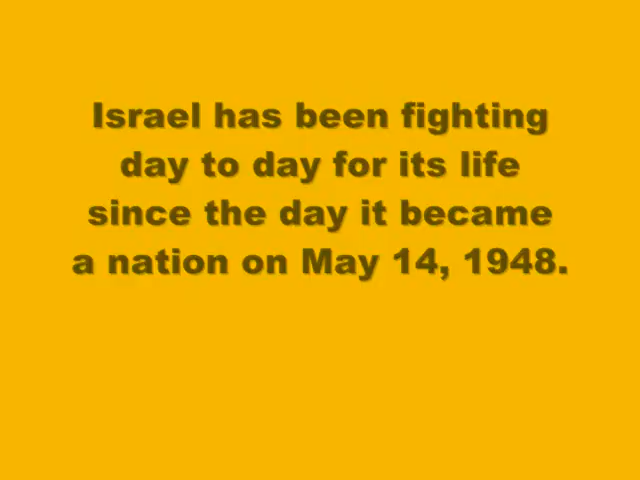 Israel has been fighting
day to day for its life
since the day it became
a nation on May 14, 1948.